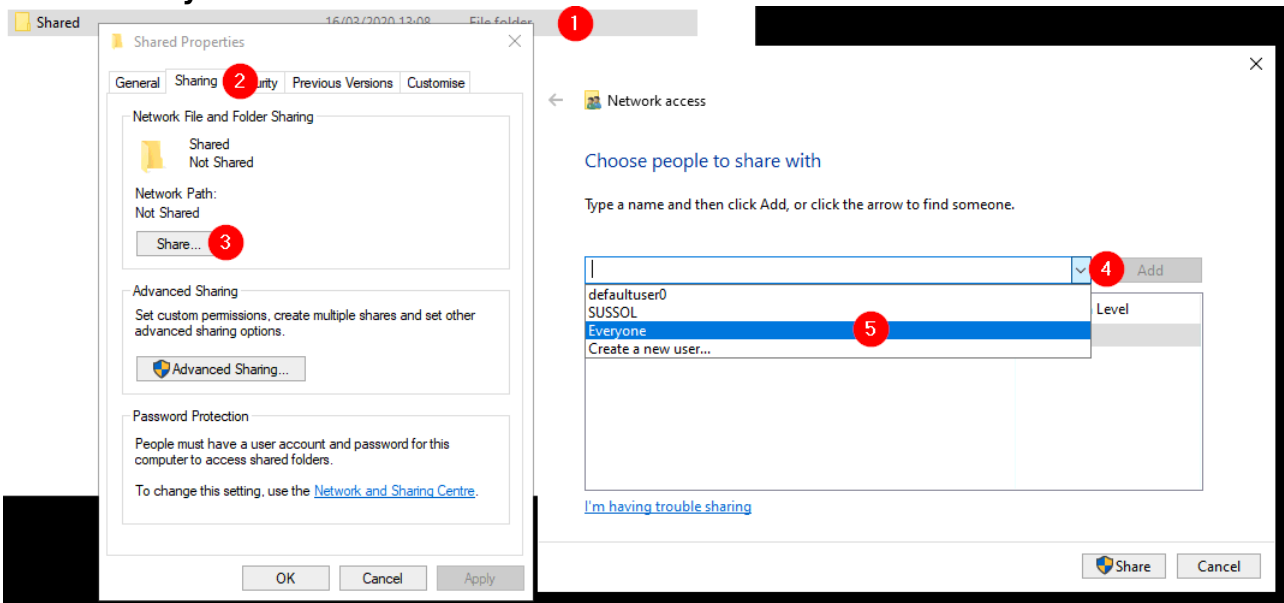 Shared 16/03/2020 13:08 File folder 1
Shared Properties
General Sharing 2 Previous Versions Customise
Network File and Folder Sharing
Shared
Not Shared
Network Path:
Not Shared
Share... 3
Advanced Sharing
Set custom permissions, create multiple shares and set other
advanced sharing options.
Advanced Sharing...
Password Protection
People must have a user account and password for this
computer to access shared folders.
To change this setting, use the Network and Sharing Centre.
OK Cancel Apply
Network access
Choose people to share with
Type a name and then click Add, or click the arrow to find someone.
4 Add
defaultuser0
SUSSOL
Everyone 5
Create a new user...
Level
I'm having trouble sharing
Share Cancel